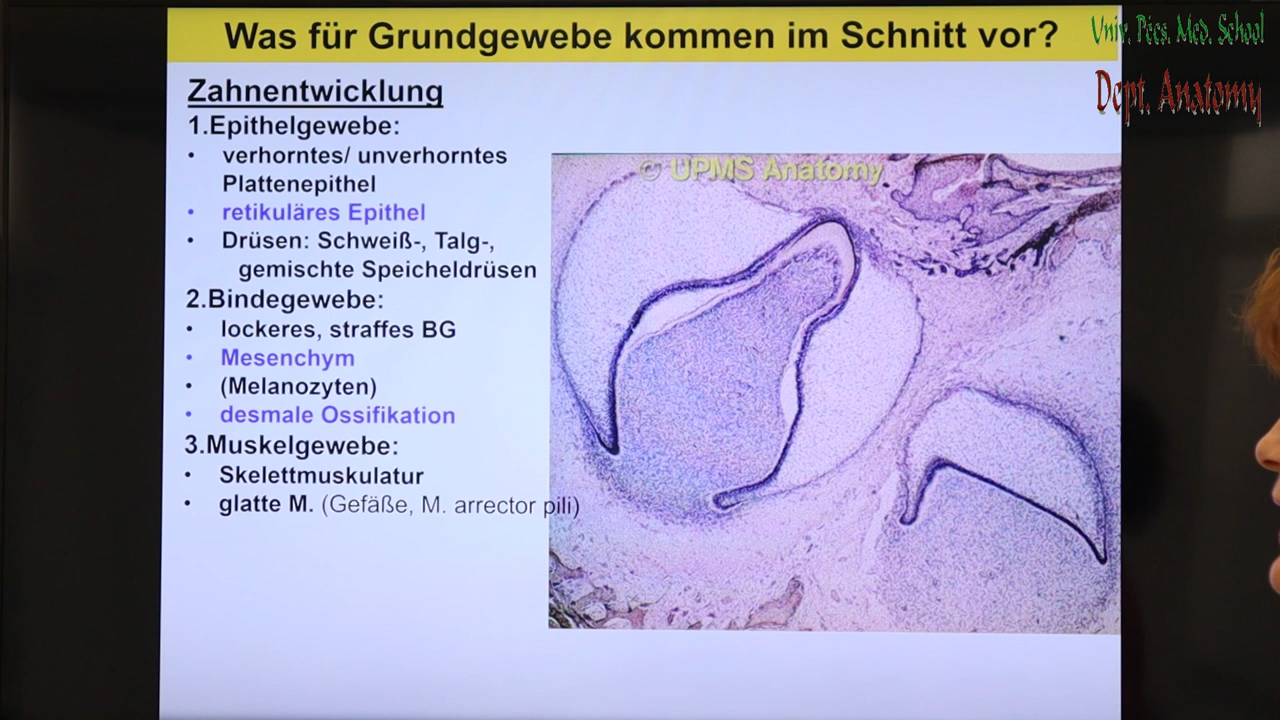 Was für Grundgewebe kommen im Schnitt vor?
Univ. Pécs. Med. School
Dept. Anatomy
Zahnentwicklung
1.Epithelgewebe:
• verhorntes/ unverhorntes
Plattenepithel
• retikuläres Epithel
• Drüsen: Schweiß-, Talg-,
gemischte Speicheldrüsen
2.Bindegewebe:
• lockeres, straffes BG
• Mesenchym
• (Melanozyten)
• desmale Ossifikation
3.Muskelgewebe:
• Skelettmuskulatur
• glatte M. (Gefäße, M. arrector pili)
© UPMS Anatomy